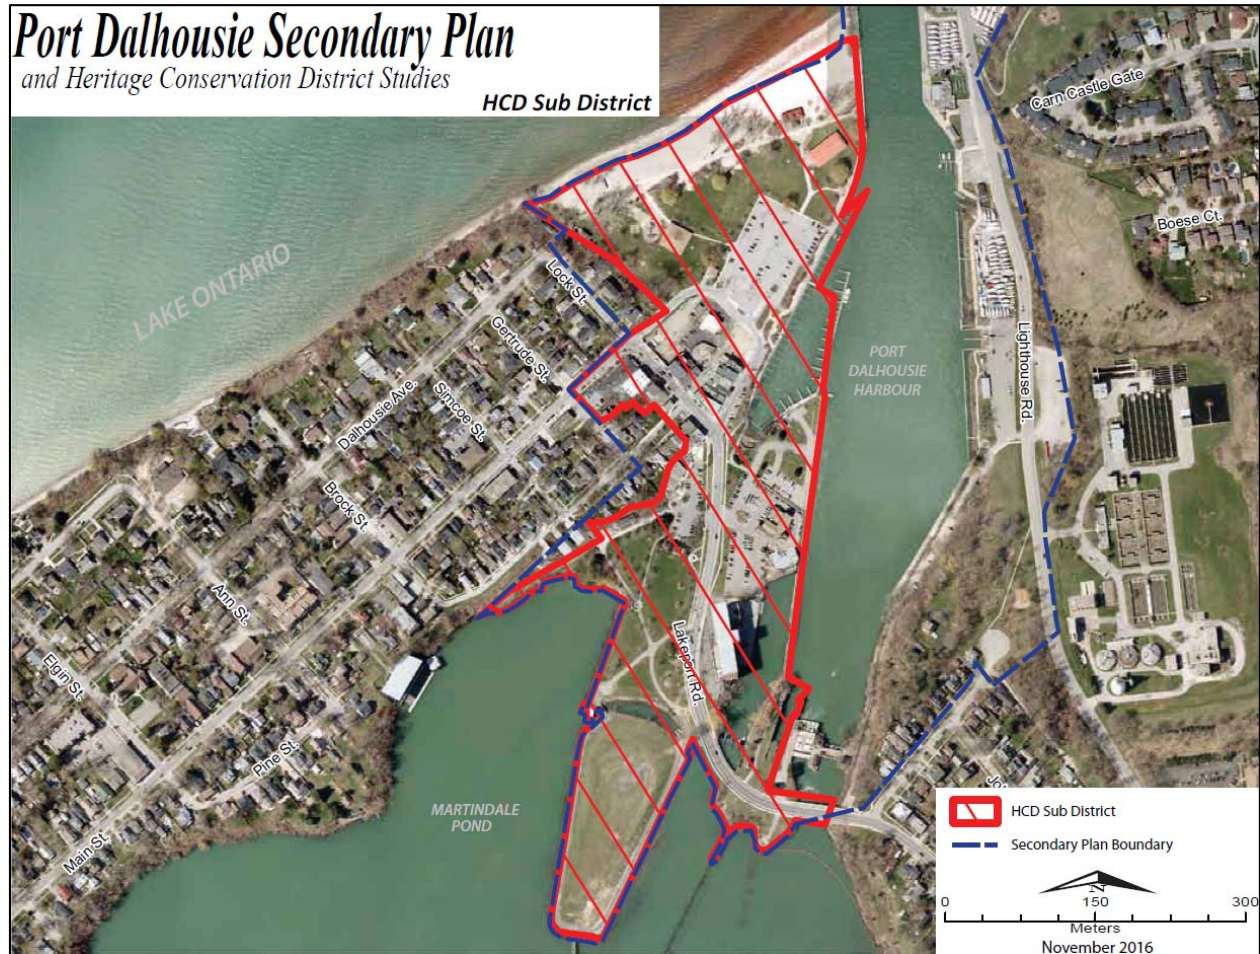 Port Dalhousie Secondary Plan
and Heritage Conservation District Studies
HCD Sub District
Carn Castle Gate
Boese Ct.
LAKE ONTARIO
Lock St.
Gertrude St.
Simcoe St.
Dalhousie Ave.
Brock St.
Ann St.
Elgin St.
Pine St.
Main St.
PORT
DALHOUSIE
HARBOUR
Lighthouse Rd.
Lakeport Rd.
MARTINDALE
POND
HCD Sub District
Secondary Plan Boundary
N
0 150 300
Meters
November 2016